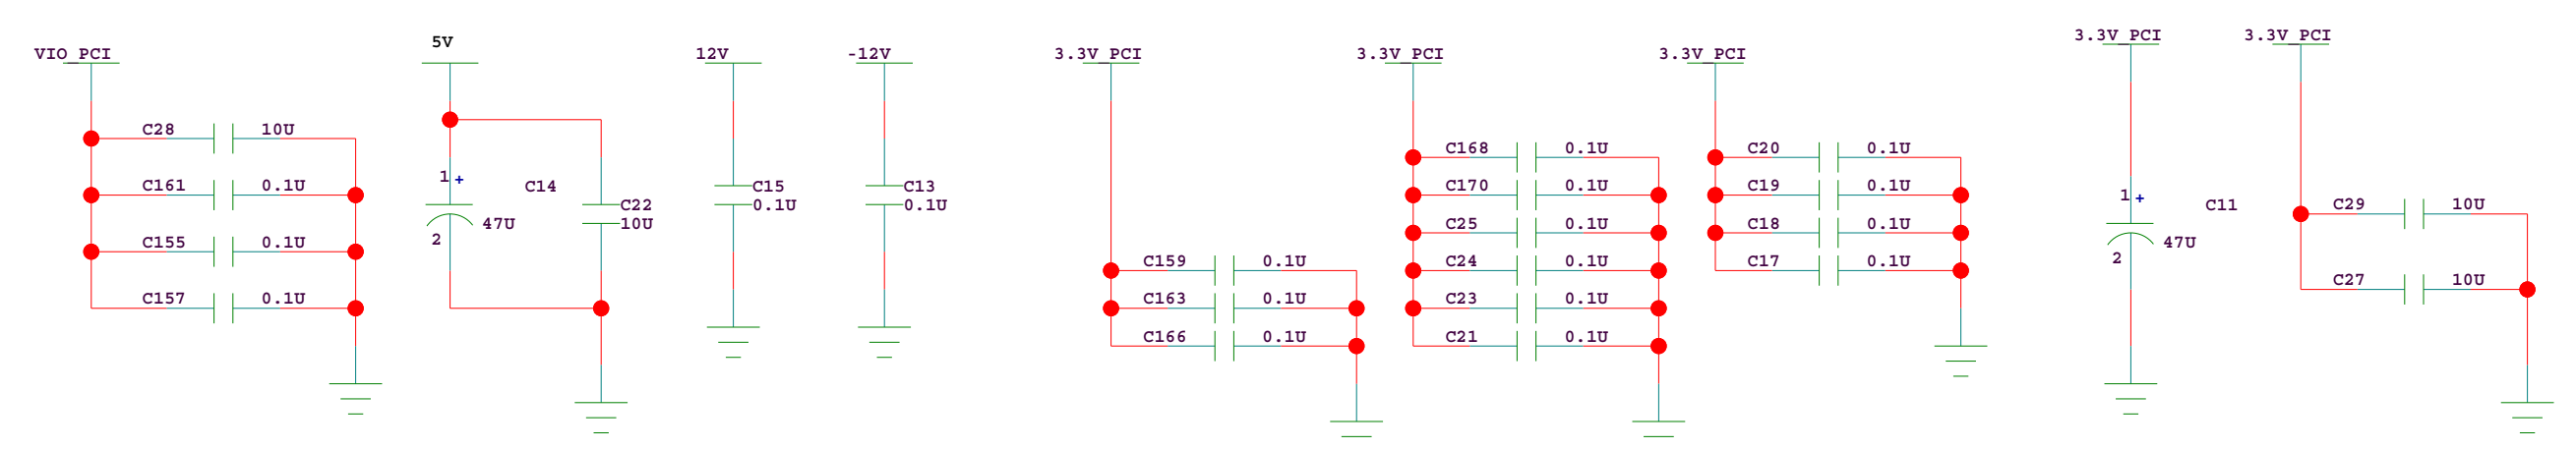 VIO_PCI
C28 10U
C161 0.1U
C155 0.1U
C157 0.1U
5V
1 +
C14
47U
2
C22
10U
12V
C15
0.1U
-12V
C13
0.1U
3.3V_PCI
C159 0.1U
C163 0.1U
C166 0.1U
3.3V_PCI
C168 0.1U
C170 0.1U
C25 0.1U
C24 0.1U
C23 0.1U
C21 0.1U
3.3V_PCI
C20 0.1U
C19 0.1U
C18 0.1U
C17 0.1U
3.3V_PCI
1 +
C11
47U
2
3.3V_PCI
C29 10U
C27 10U